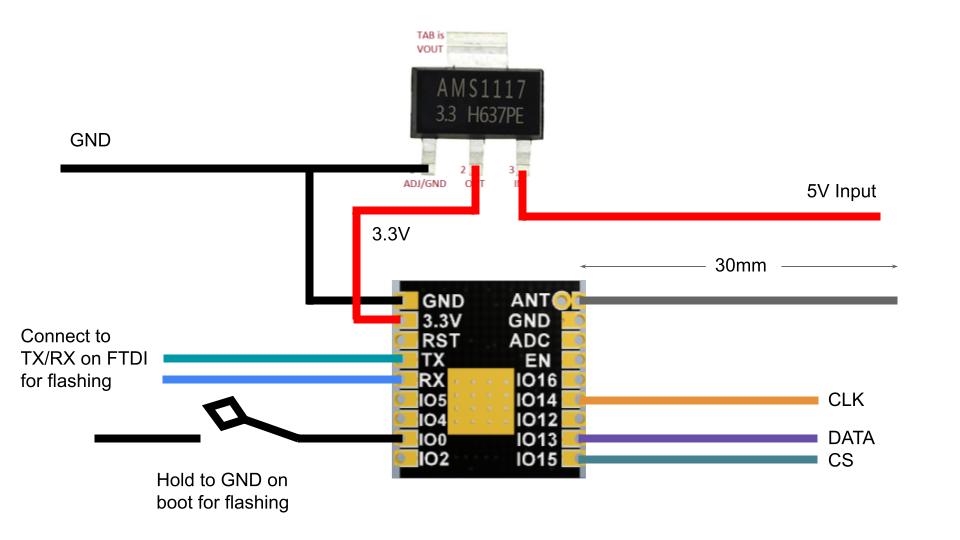 TAB is
VOUT
AMS1117
3.3 H637PE
GND
2
3
ADJ/GND
5V Input
3.3V
30mm
GND
3.3V
RST
TX
RX
IO5
IO4
IO0
IO2
ANT
GND
ADC
EN
IO16
IO14
IO12
IO13
IO15
Connect to
TX/RX on FTDI
for flashing
CLK
DATA
CS
Hold to GND on
boot for flashing